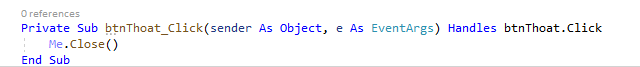 0 references
Private Sub btnThoat_Click(sender As Object, e As EventArgs) Handles btnThoat.Click
Me.Close()
End Sub